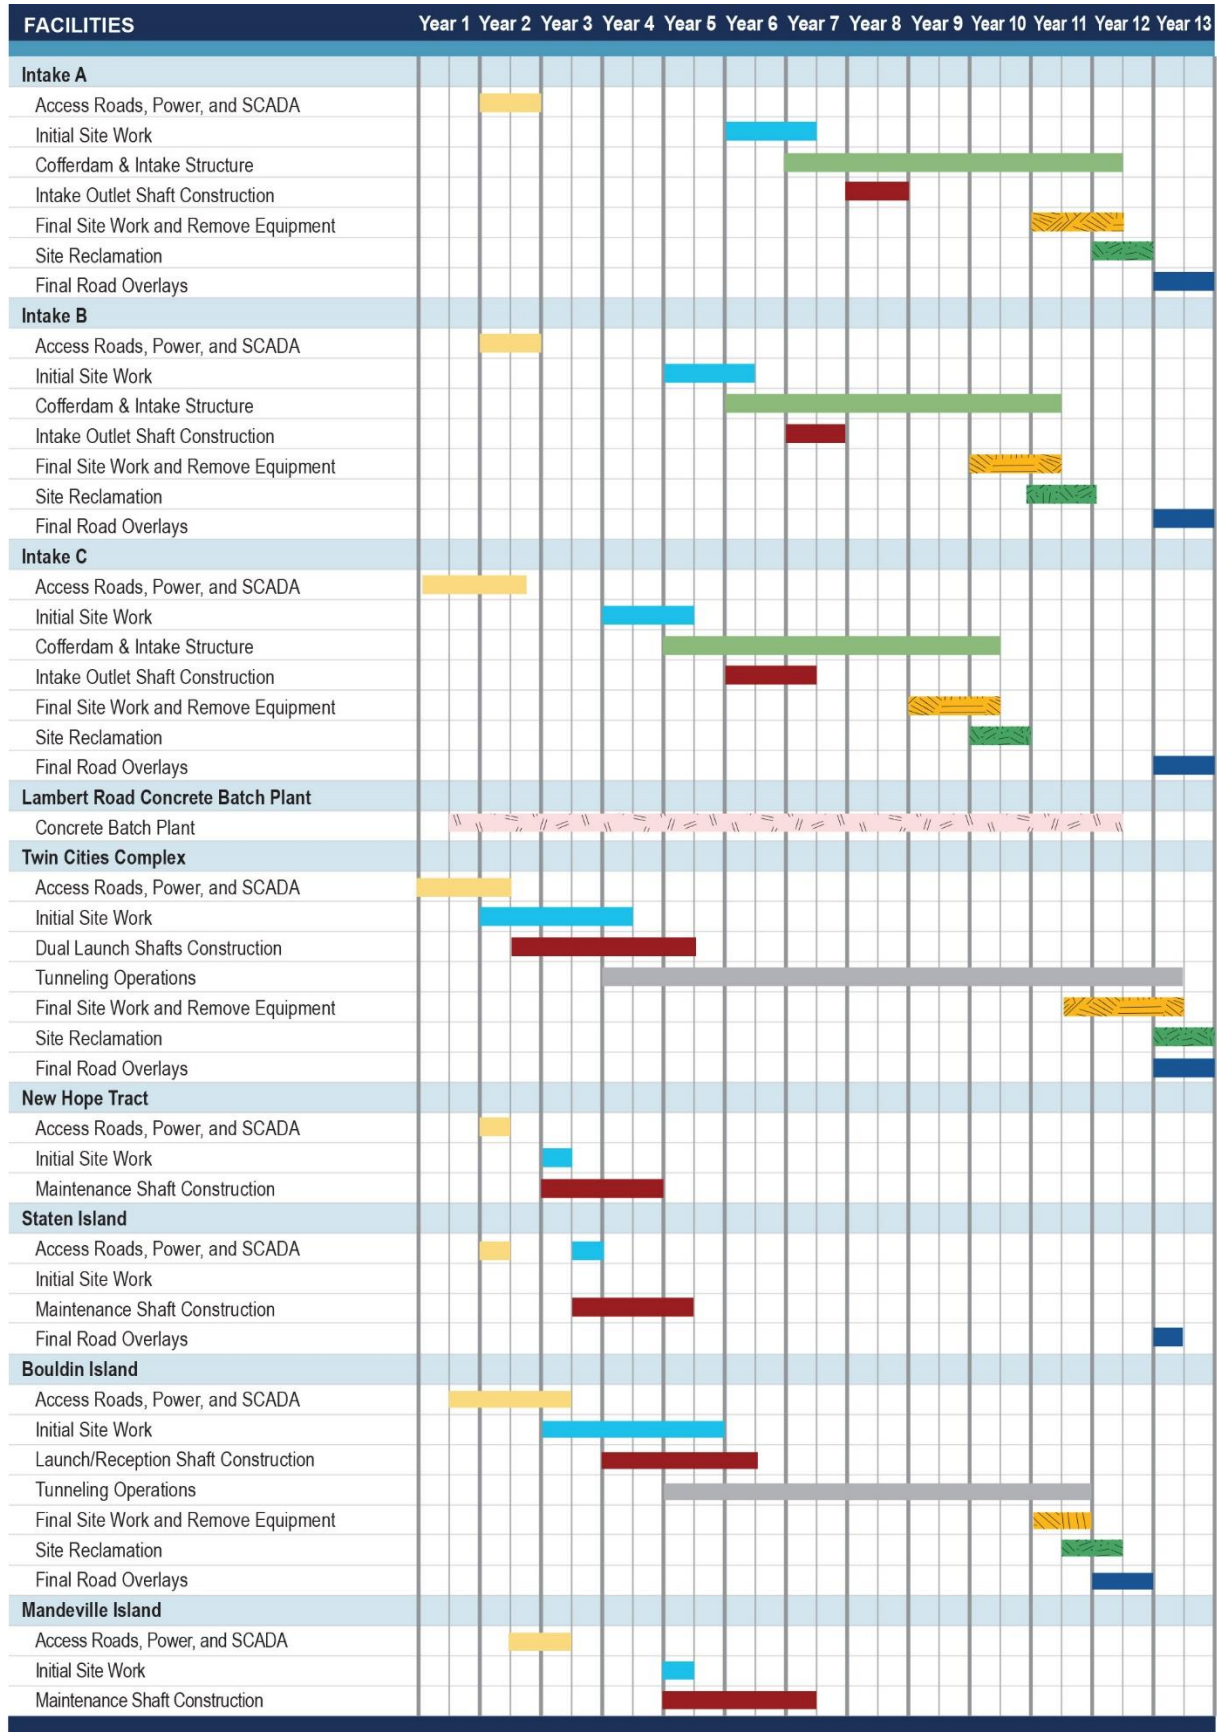 FACILITIES Year 1 Year 2 Year 3 Year 4 Year 5 Year 6 Year 7 Year 8 Year 9 Year 10 Year 11 Year 12 Year 13
Intake A
Access Roads, Power, and SCADA
Initial Site Work
Cofferdam & Intake Structure
Intake Outlet Shaft Construction
Final Site Work and Remove Equipment
Site Reclamation
Final Road Overlays
Intake B
Access Roads, Power, and SCADA
Initial Site Work
Cofferdam & Intake Structure
Intake Outlet Shaft Construction
Final Site Work and Remove Equipment
Site Reclamation
Final Road Overlays
Intake C
Access Roads, Power, and SCADA
Initial Site Work
Cofferdam & Intake Structure
Intake Outlet Shaft Construction
Final Site Work and Remove Equipment
Site Reclamation
Final Road Overlays
Lambert Road Concrete Batch Plant
Concrete Batch Plant
Twin Cities Complex
Access Roads, Power, and SCADA
Initial Site Work
Dual Launch Shafts Construction
Tunneling Operations
Final Site Work and Remove Equipment
Site Reclamation
Final Road Overlays
New Hope Tract
Access Roads, Power, and SCADA
Initial Site Work
Maintenance Shaft Construction
Staten Island
Access Roads, Power, and SCADA
Initial Site Work
Maintenance Shaft Construction
Final Road Overlays
Bouldin Island
Access Roads, Power, and SCADA
Initial Site Work
Launch/Reception Shaft Construction
Tunneling Operations
Final Site Work and Remove Equipment
Site Reclamation
Final Road Overlays
Mandeville Island
Access Roads, Power, and SCADA
Initial Site Work
Maintenance Shaft Construction